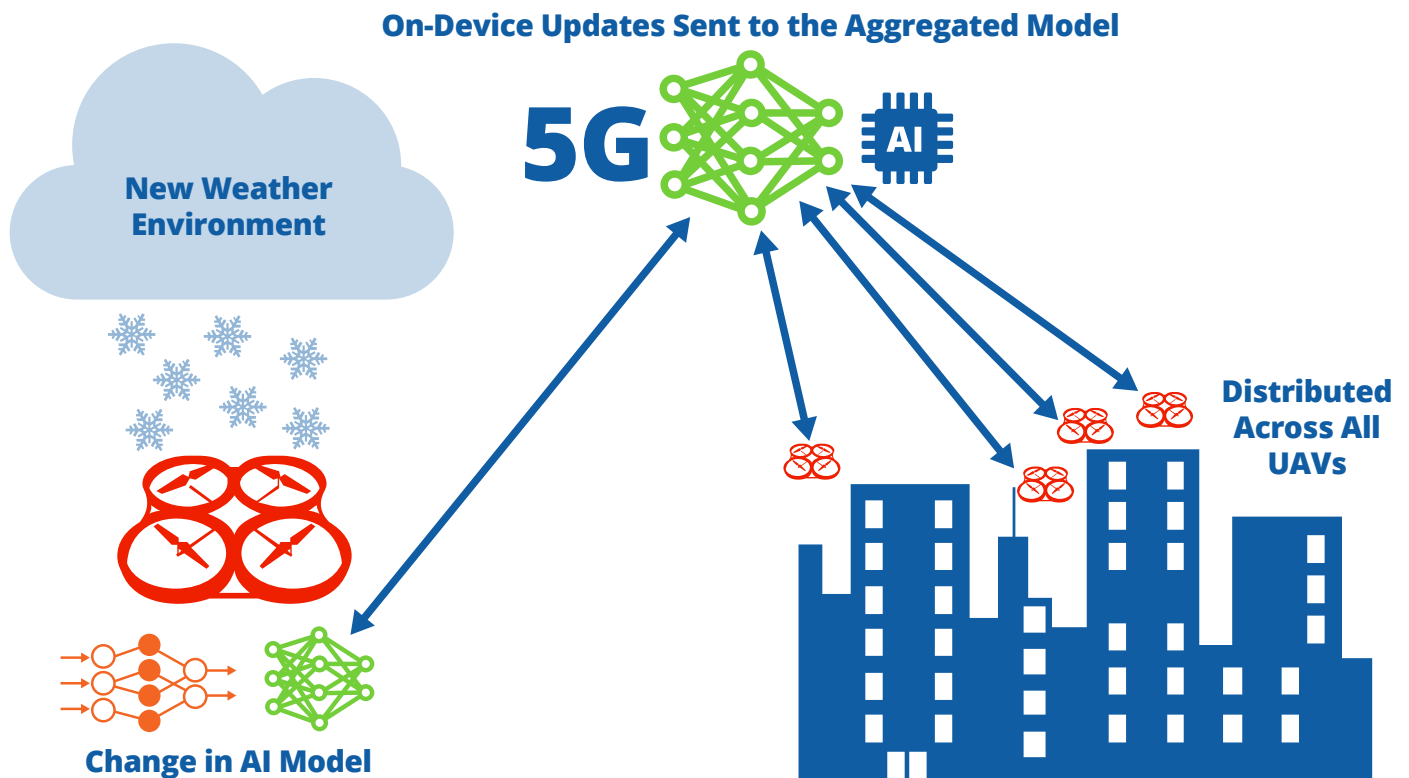 On-Device Updates Sent to the Aggregated Model
5G
AI
New Weather
Environment
Distributed
Across All
UAVs
Change in AI Model